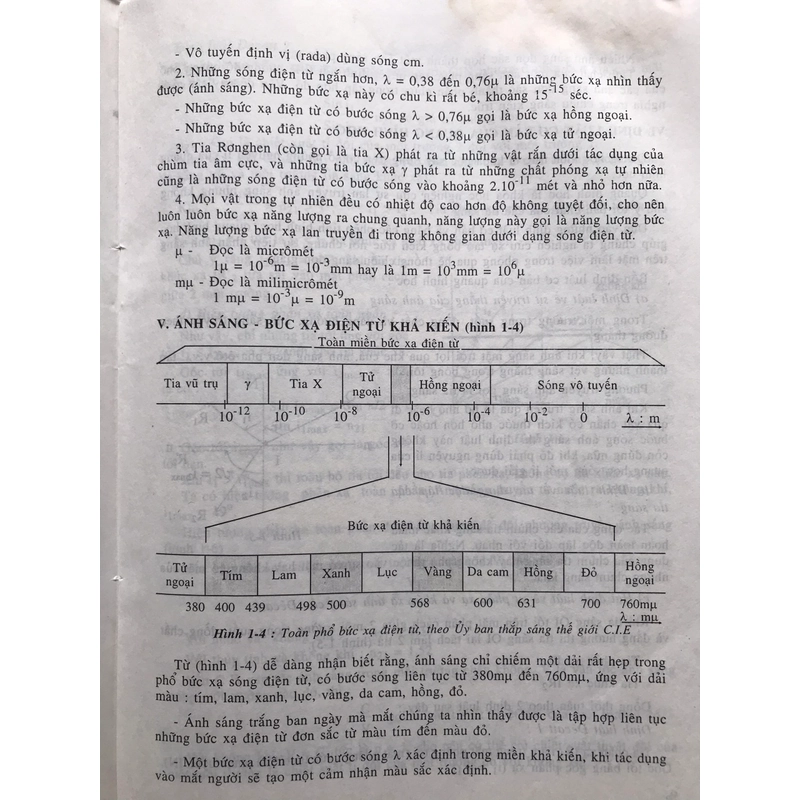 - Vô tuyến định vị (rada) dùng sóng cm.
2. Những sóng điện từ ngắn hơn, λ = 0,38 đến 0,76μ là những bức xạ nhìn thấy
được (ánh sáng). Những bức xạ này có chu kì rất bé, khoảng 15⁻¹⁵ séc.
- Những bức xạ điện từ có bước sóng λ > 0,76μ gọi là bức xạ hồng ngoại.
- Những bức xạ điện từ có bước sóng λ < 0,38μ gọi là bức xạ tử ngoại.
3. Tia Rơnghen (còn gọi là tia X) phát ra từ những vật rắn dưới tác dụng của
chùm tia âm cực, và những tia bức xạ γ phát ra từ những chất phóng xạ tự nhiên
cũng là những sóng điện từ có bước sóng vào khoảng 2.10⁻¹¹ mét và nhỏ hơn nữa.
4. Mọi vật trong tự nhiên đều có nhiệt độ cao hơn độ không tuyệt đối, cho nên
luôn luôn bức xạ năng lượng ra chung quanh, năng lượng này gọi là năng lượng bức
xạ. Năng lượng bức xạ lan truyền đi trong không gian dưới dạng sóng điện từ.
μ - Đọc là micrômét
1μ = 10⁻⁶m = 10⁻³mm hay là 1m = 10³mm = 10⁶μ
mμ - Đọc là milimicrômét
1 mμ = 10⁻³μ = 10⁻⁹m
V. ÁNH SÁNG - BỨC XẠ ĐIỆN TỪ KHẢ KIẾN (hình 1-4)
Toàn miền bức xạ điện từ
Tia vũ trụ γ Tia X Tử ngoại Hồng ngoại Sóng vô tuyến
10⁻¹² 10⁻¹⁰ 10⁻⁸ 10⁻⁶ 10⁻⁴ 10⁻² 0 λ : m
Bức xạ điện từ khả kiến
Tử ngoại Tím Lam Xanh Lục Vàng Da cam Hồng Đỏ Hồng ngoại
380 400 439 498 500 568 600 631 700 760mμ
λ : mμ
Hình 1-4 : Toàn phổ bức xạ điện từ, theo Ủy ban thắp sáng thế giới C.I.E
Từ (hình 1-4) dễ dàng nhận biết rằng, ánh sáng chỉ chiếm một dải rất hẹp trong
phổ bức xạ sóng điện từ, có bước sóng liên tục từ 380mμ đến 760mμ, ứng với dải
màu : tím, lam, xanh, lục, vàng, da cam, hồng, đỏ.
- Ánh sáng trắng ban ngày mà mắt chúng ta nhìn thấy được là tập hợp liên tục
những bức xạ điện từ đơn sắc từ màu tím đến màu đỏ.
- Một bức xạ điện từ có bước sóng λ xác định trong miền khả kiến, khi tác dụng
vào mắt người sẽ tạo một cảm nhận màu sắc xác định.